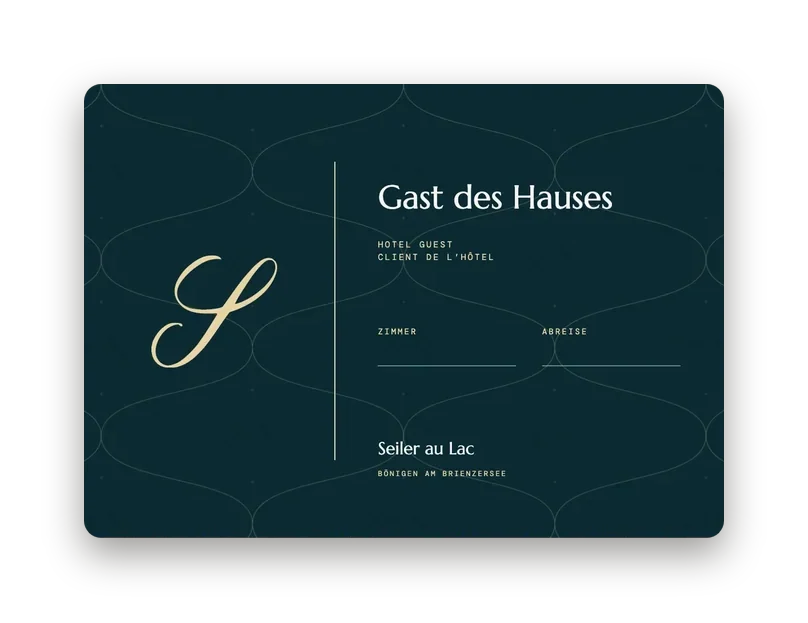 S
Gast des Hauses
HOTEL GUEST
CLIENT DE L'HÔTEL
ZIMMER
ABREISE
Seiler au Lac
BÖNIGEN AM BRIENZERSEE